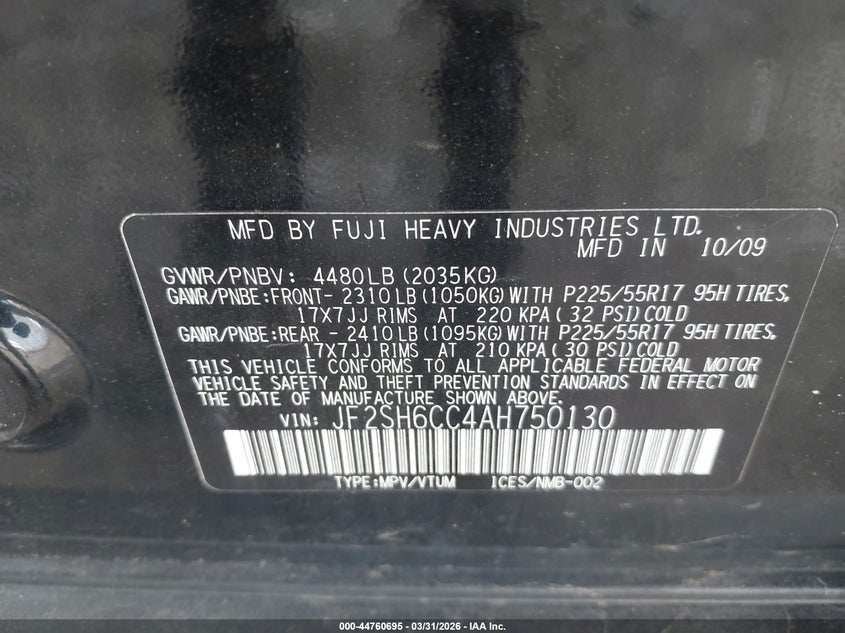 MFD BY FUJI HEAVY INDUSTRIES LTD.
MFD IN 10/09
GVWR/PNBV: 4480LB (2035KG)
GAWR/PNBE:FRONT- 2310 LB (1050KG) WITH P225/55R17 95H TIRES,
17X7JJ RIMS AT 220 KPA ( 32 PSI) COLD
GAWR/PNBE:REAR - 2410 LB (1095KG) WITH P225/55R17 95H TIRES,
17X7JJ RIMS AT 210 KPA (30 PSI) COLD
THIS VEHICLE CONFORMS TO ALL APPLICABLE FEDERAL MOTOR
VEHICLE SAFETY AND THEFT PREVENTION STANDARDS IN EFFECT ON
THE DATE OF MANUFACTURE SHOWN ABOVE.
VIN: JF2SH6CC4AH750130
TYPE:MPV/VTUM ICES/NMB-002
000-44760695 - 03/31/2026 - IAA Inc.